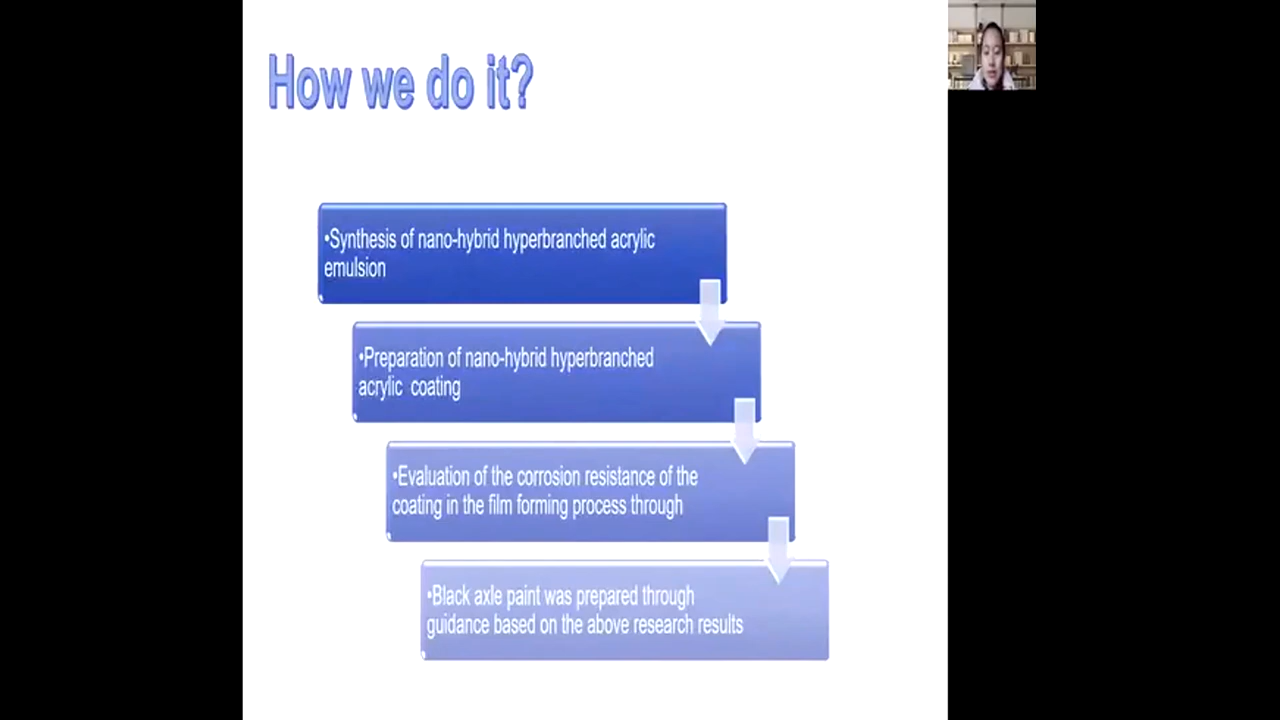 How we do it?
•Synthesis of nano-hybrid hyperbranched acrylic
emulsion
•Preparation of nano-hybrid hyperbranched
acrylic coating
•Evaluation of the corrosion resistance of the
coating in the film forming process through
•Black axle paint was prepared through
guidance based on the above research results